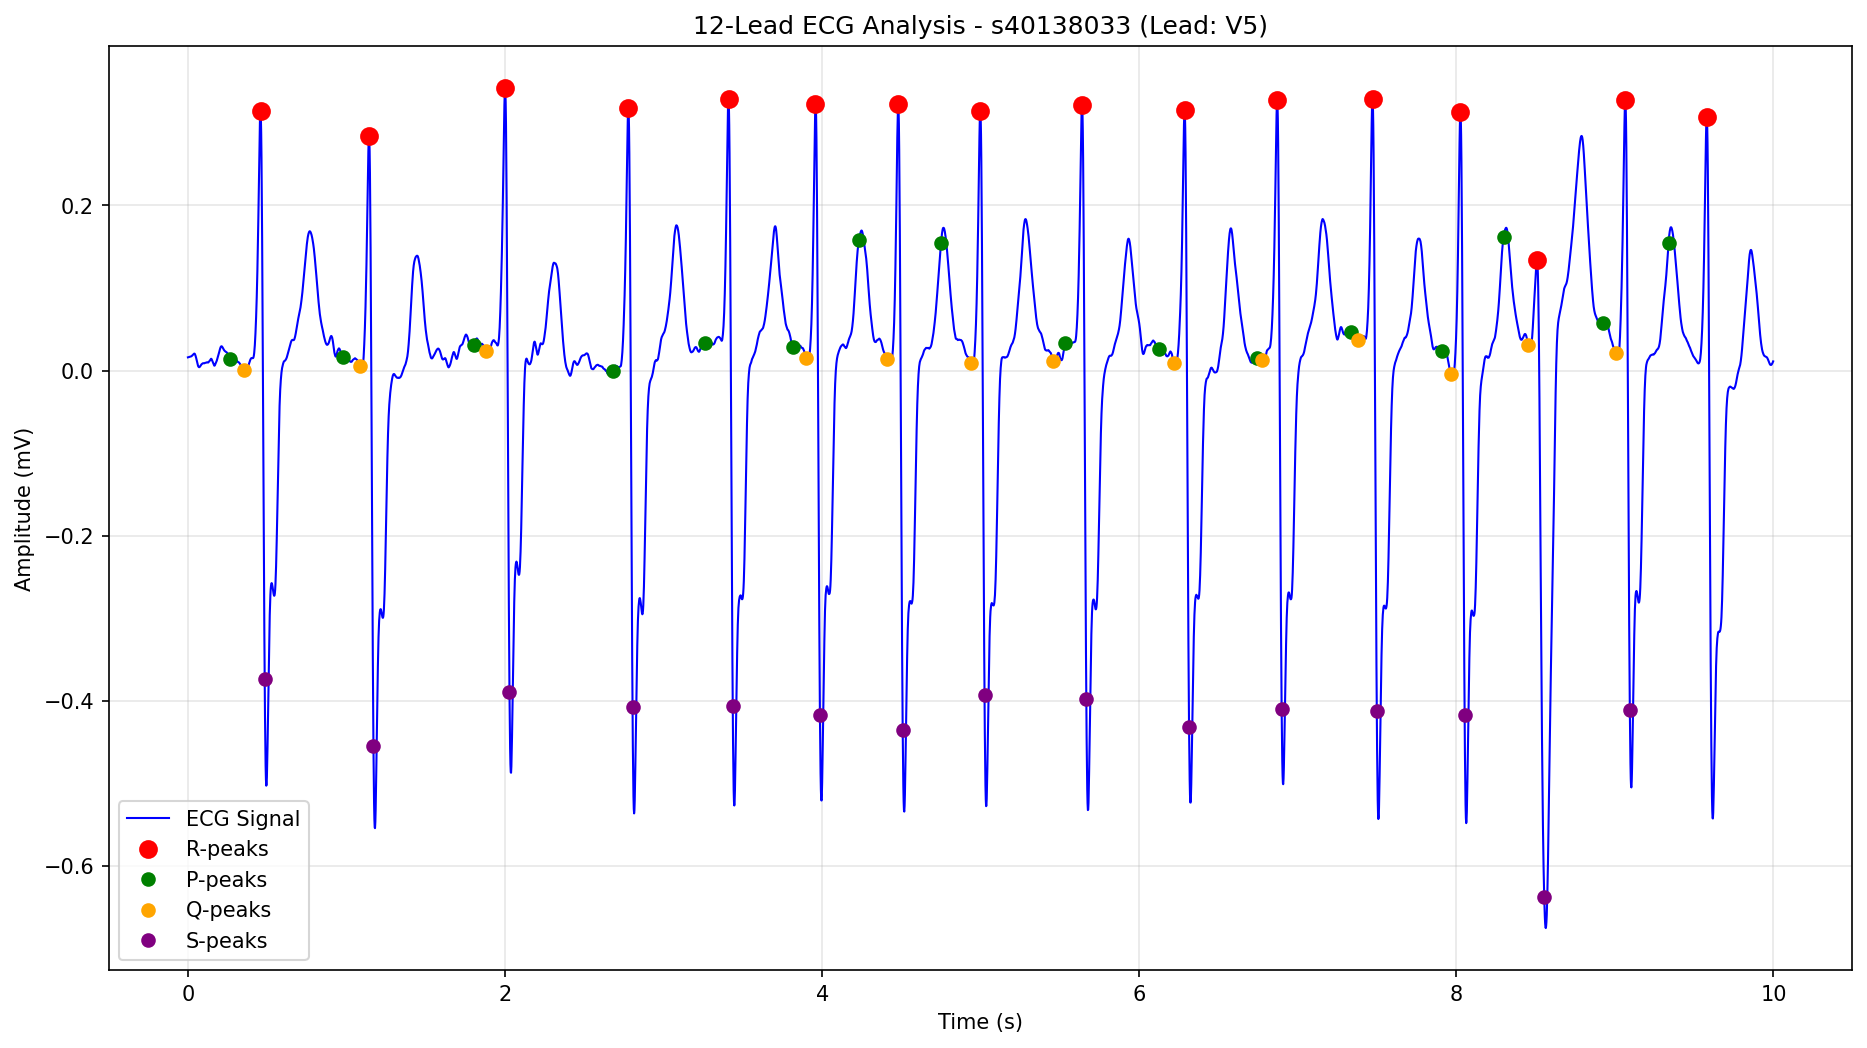 12-Lead ECG Analysis - s40138033 (Lead: V5)
Amplitude (mV)
0.2
0.0
−0.2
−0.4
−0.6
ECG Signal
R-peaks
P-peaks
Q-peaks
S-peaks
0 2 4 6 8 10
Time (s)